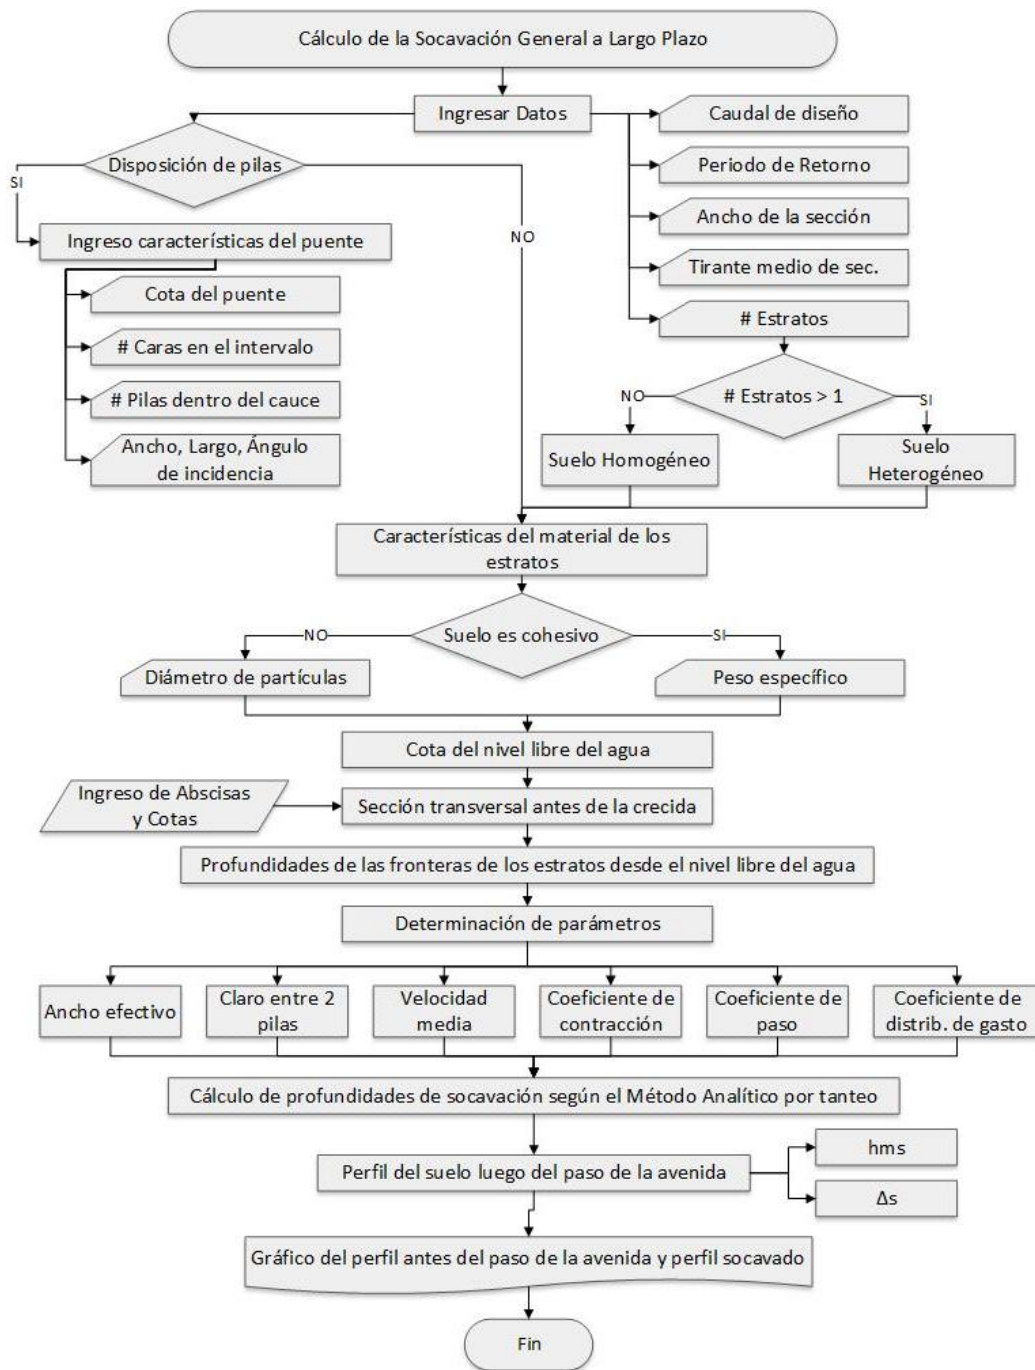 Cálculo de la Socavación General a Largo Plazo
Ingresar Datos
Caudal de diseño
Disposición de pilas
Periodo de Retorno
SI
Ancho de la sección
Ingreso características del puente
NO
Tirante medio de sec.
Cota del puente
# Estratos
# Caras en el intervalo
# Pilas dentro del cauce
NO
# Estratos > 1
SI
Ancho, Largo, Ángulo
de incidencia
Suelo Homogéneo
Suelo
Heterogéneo
Características del material de los
estratos
NO
Suelo es cohesivo
SI
Diámetro de partículas
Peso específico
Cota del nivel libre del agua
Ingreso de Abscisas
y Cotas
Sección transversal antes de la crecida
Profundidades de las fronteras de los estratos desde el nivel libre del agua
Determinación de parámetros
Ancho efectivo
Claro entre 2
pilas
Velocidad
media
Coeficiente de
contracción
Coeficiente de
paso
Coeficiente de
distrib. de gasto
Cálculo de profundidades de socavación según el Método Analítico por tanteo
Perfil del suelo luego del paso de la avenida
hms
Δs
Gráfico del perfil antes del paso de la avenida y perfil socavado
Fin